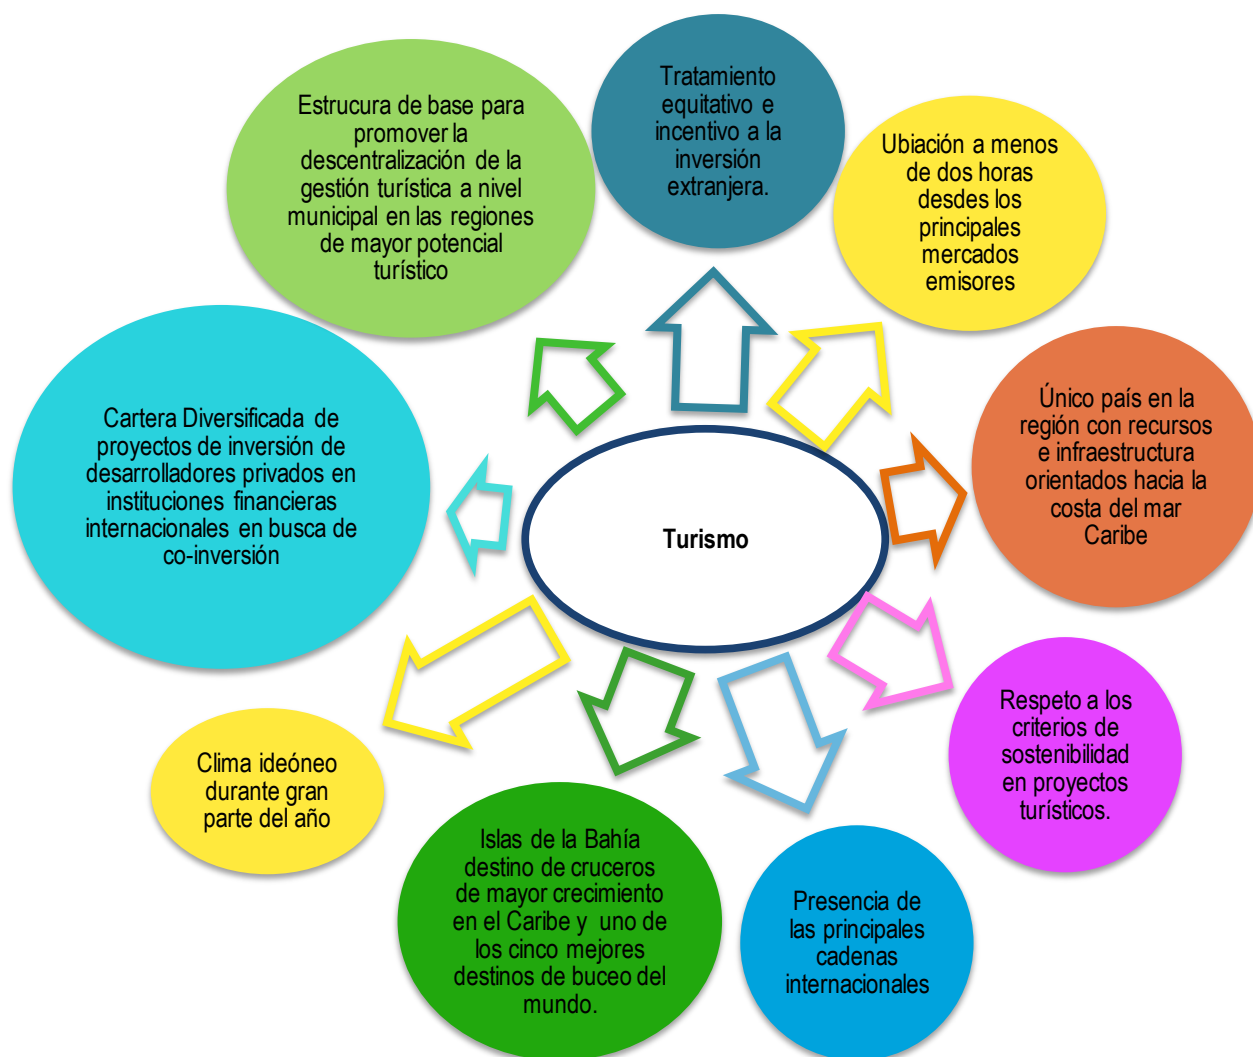 Tratamiento
equitativo e
incentivo a la
inversión
extranjera.
Ubiación a menos
de dos horas
desdes los
principales
mercados
emisores
Único país en la
región con recursos
e infraestructura
orientados hacia la
costa del mar
Caribe
Respeto a los
criterios de
sostenibilidad
en proyectos
turísticos.
Presencia de
las principales
cadenas
internacionales
Islas de la Bahía
destino de cruceros
de mayor crecimiento
en el Caribe y uno de
los cinco mejores
destinos de buceo del
mundo.
Clima ideóneo
durante gran
parte del año
Cartera Diversificada de
proyectos de inversión de
desarrolladores privados en
instituciones financieras
internacionales en busca de
co-inversión
Estrucura de base para
promover la
descentralización de la
gestión turística a nivel
municipal en las regiones
de mayor potencial
turístico
Turismo